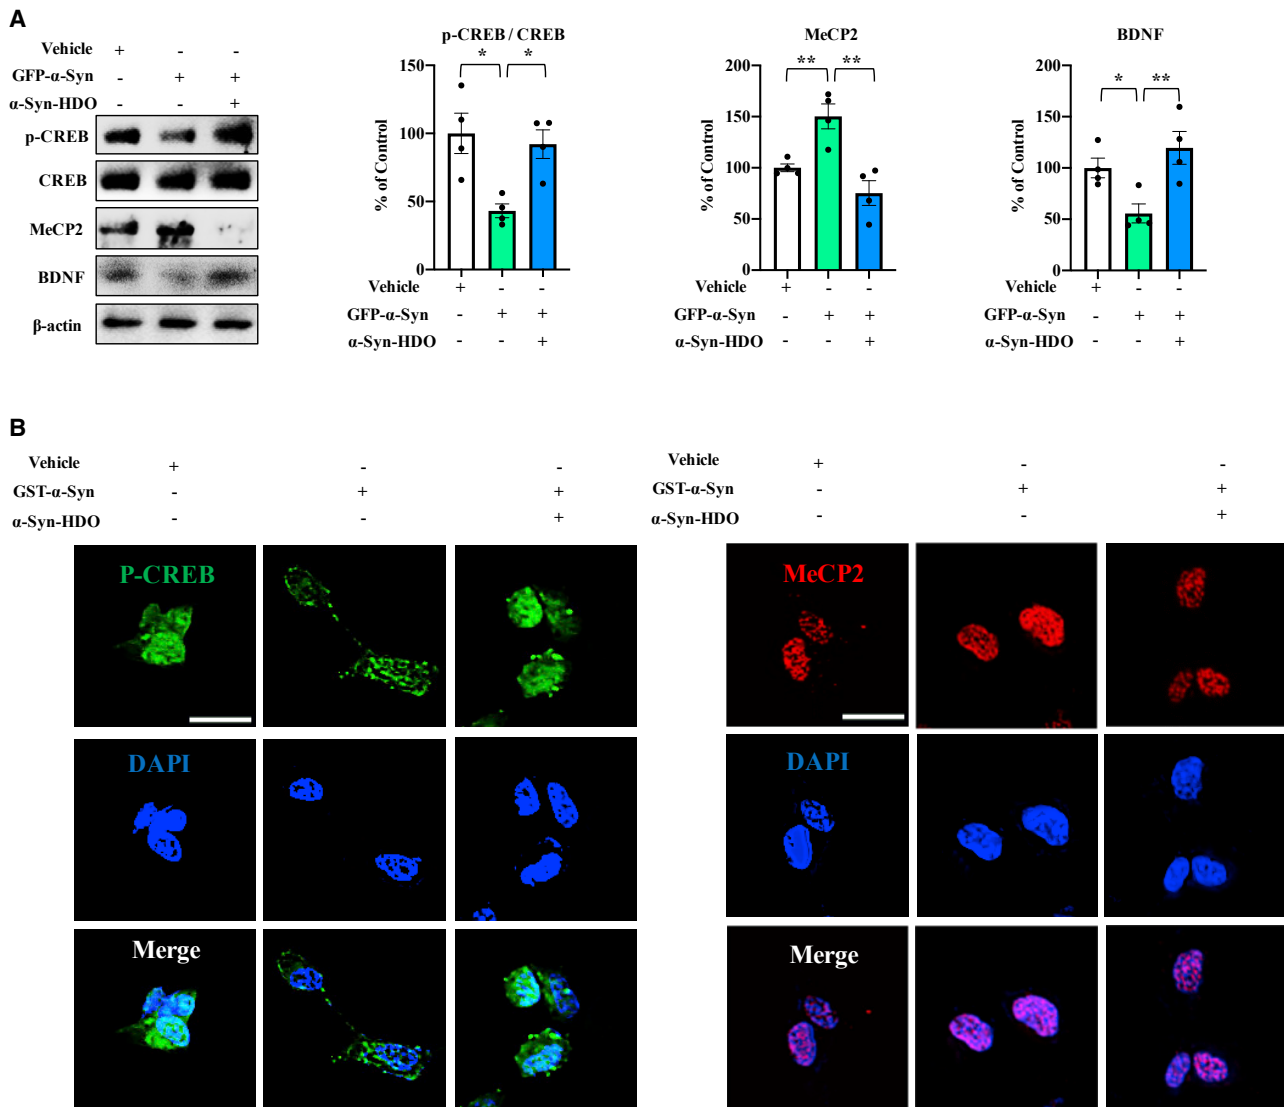 A
Vehicle + - -
GFP-α-Syn - + +
α-Syn-HDO - - +
p-CREB
CREB
MeCP2
BDNF
β-actin
p-CREB / CREB
* *
% of Control
150
100
50
0
Vehicle + - -
GFP-α-Syn - + +
α-Syn-HDO - - +
MeCP2
** **
% of Control
200
150
100
50
0
Vehicle + - -
GFP-α-Syn - + +
α-Syn-HDO - - +
BDNF
* **
% of Control
200
150
100
50
0
Vehicle + - -
GFP-α-Syn - + +
α-Syn-HDO - - +
B
Vehicle + - -
GST-α-Syn - + +
α-Syn-HDO - - +
P-CREB
DAPI
Merge
Vehicle + - -
GST-α-Syn - + +
α-Syn-HDO - - +
MeCP2
DAPI
Merge